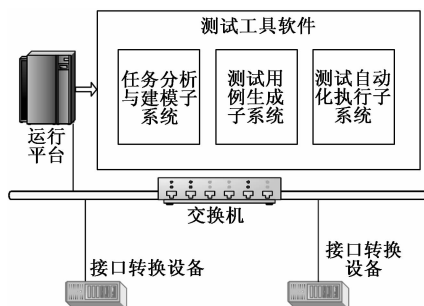 测试工具软件
任务分析
与建模子
系统
测试用
例生成
子系统
测试自动
化执行子
系统
运行
平台
交换机
接口转换设备
接口转换
设备